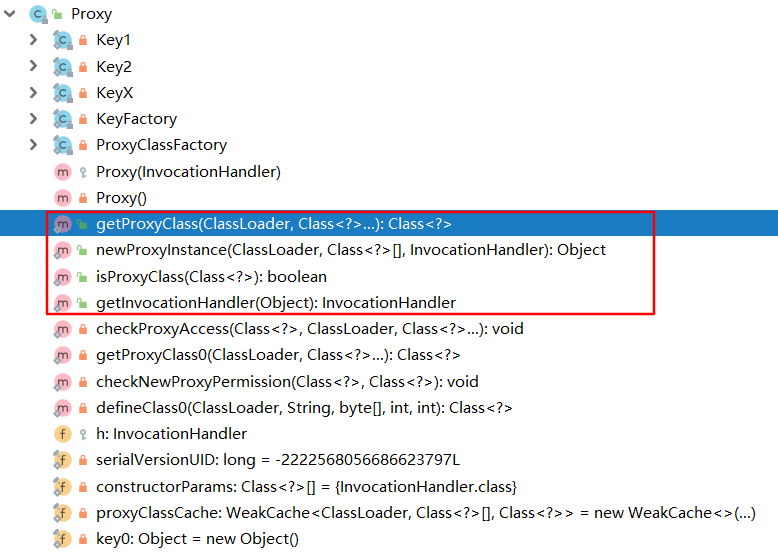 Proxy
Key1
Key2
KeyX
KeyFactory
ProxyClassFactory
Proxy(InvocationHandler)
Proxy()
getProxyClass(ClassLoader, Class<?>...): Class<?>
newProxyInstance(ClassLoader, Class<?>[], InvocationHandler): Object
isProxyClass(Class<?>): boolean
getInvocationHandler(Object): InvocationHandler
checkProxyAccess(Class<?>, ClassLoader, Class<?>...): void
getProxyClass0(ClassLoader, Class<?>...): Class<?>
checkNewProxyPermission(Class<?>, Class<?>): void
defineClass0(ClassLoader, String, byte[], int, int): Class<?>
h: InvocationHandler
serialVersionUID: long = -2222568056686623797L
constructorParams: Class<?>[] = {InvocationHandler.class}
proxyClassCache: WeakCache<ClassLoader, Class<?>[], Class<?>> = new WeakCache<>(...)
key0: Object = new Object()